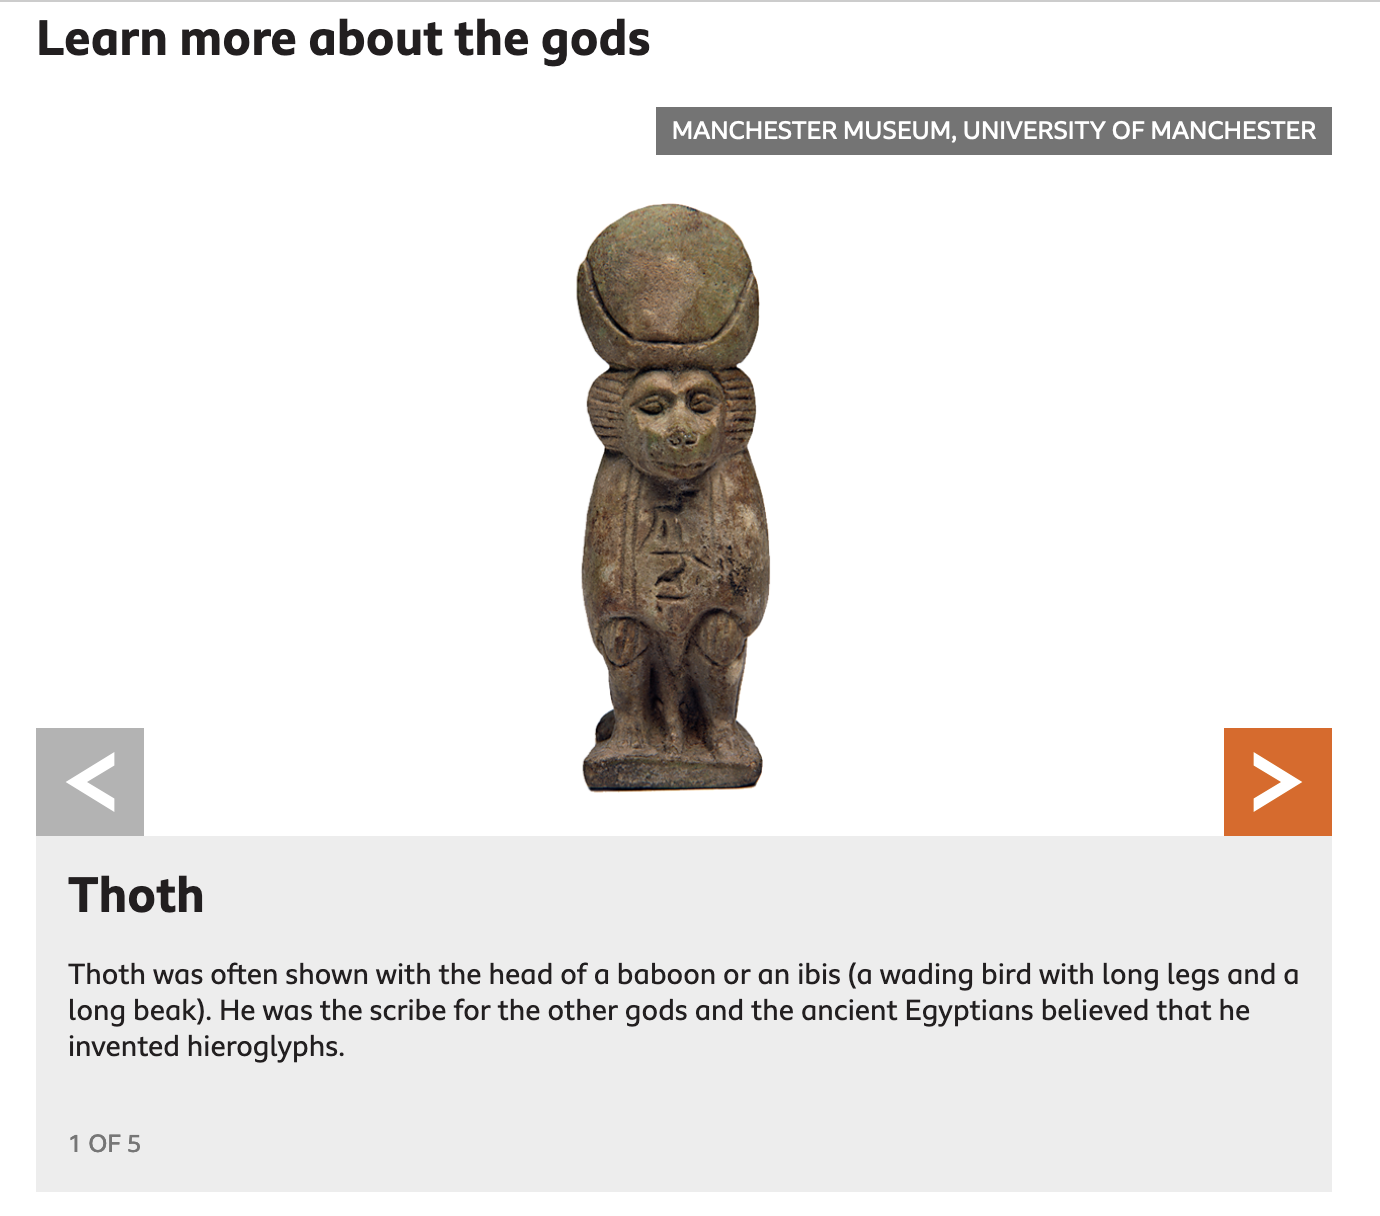 Learn more about the gods
MANCHESTER MUSEUM, UNIVERSITY OF MANCHESTER
Thoth
Thoth was often shown with the head of a baboon or an ibis (a wading bird with long legs and a
long beak). He was the scribe for the other gods and the ancient Egyptians believed that he
invented hieroglyphs.
1 OF 5